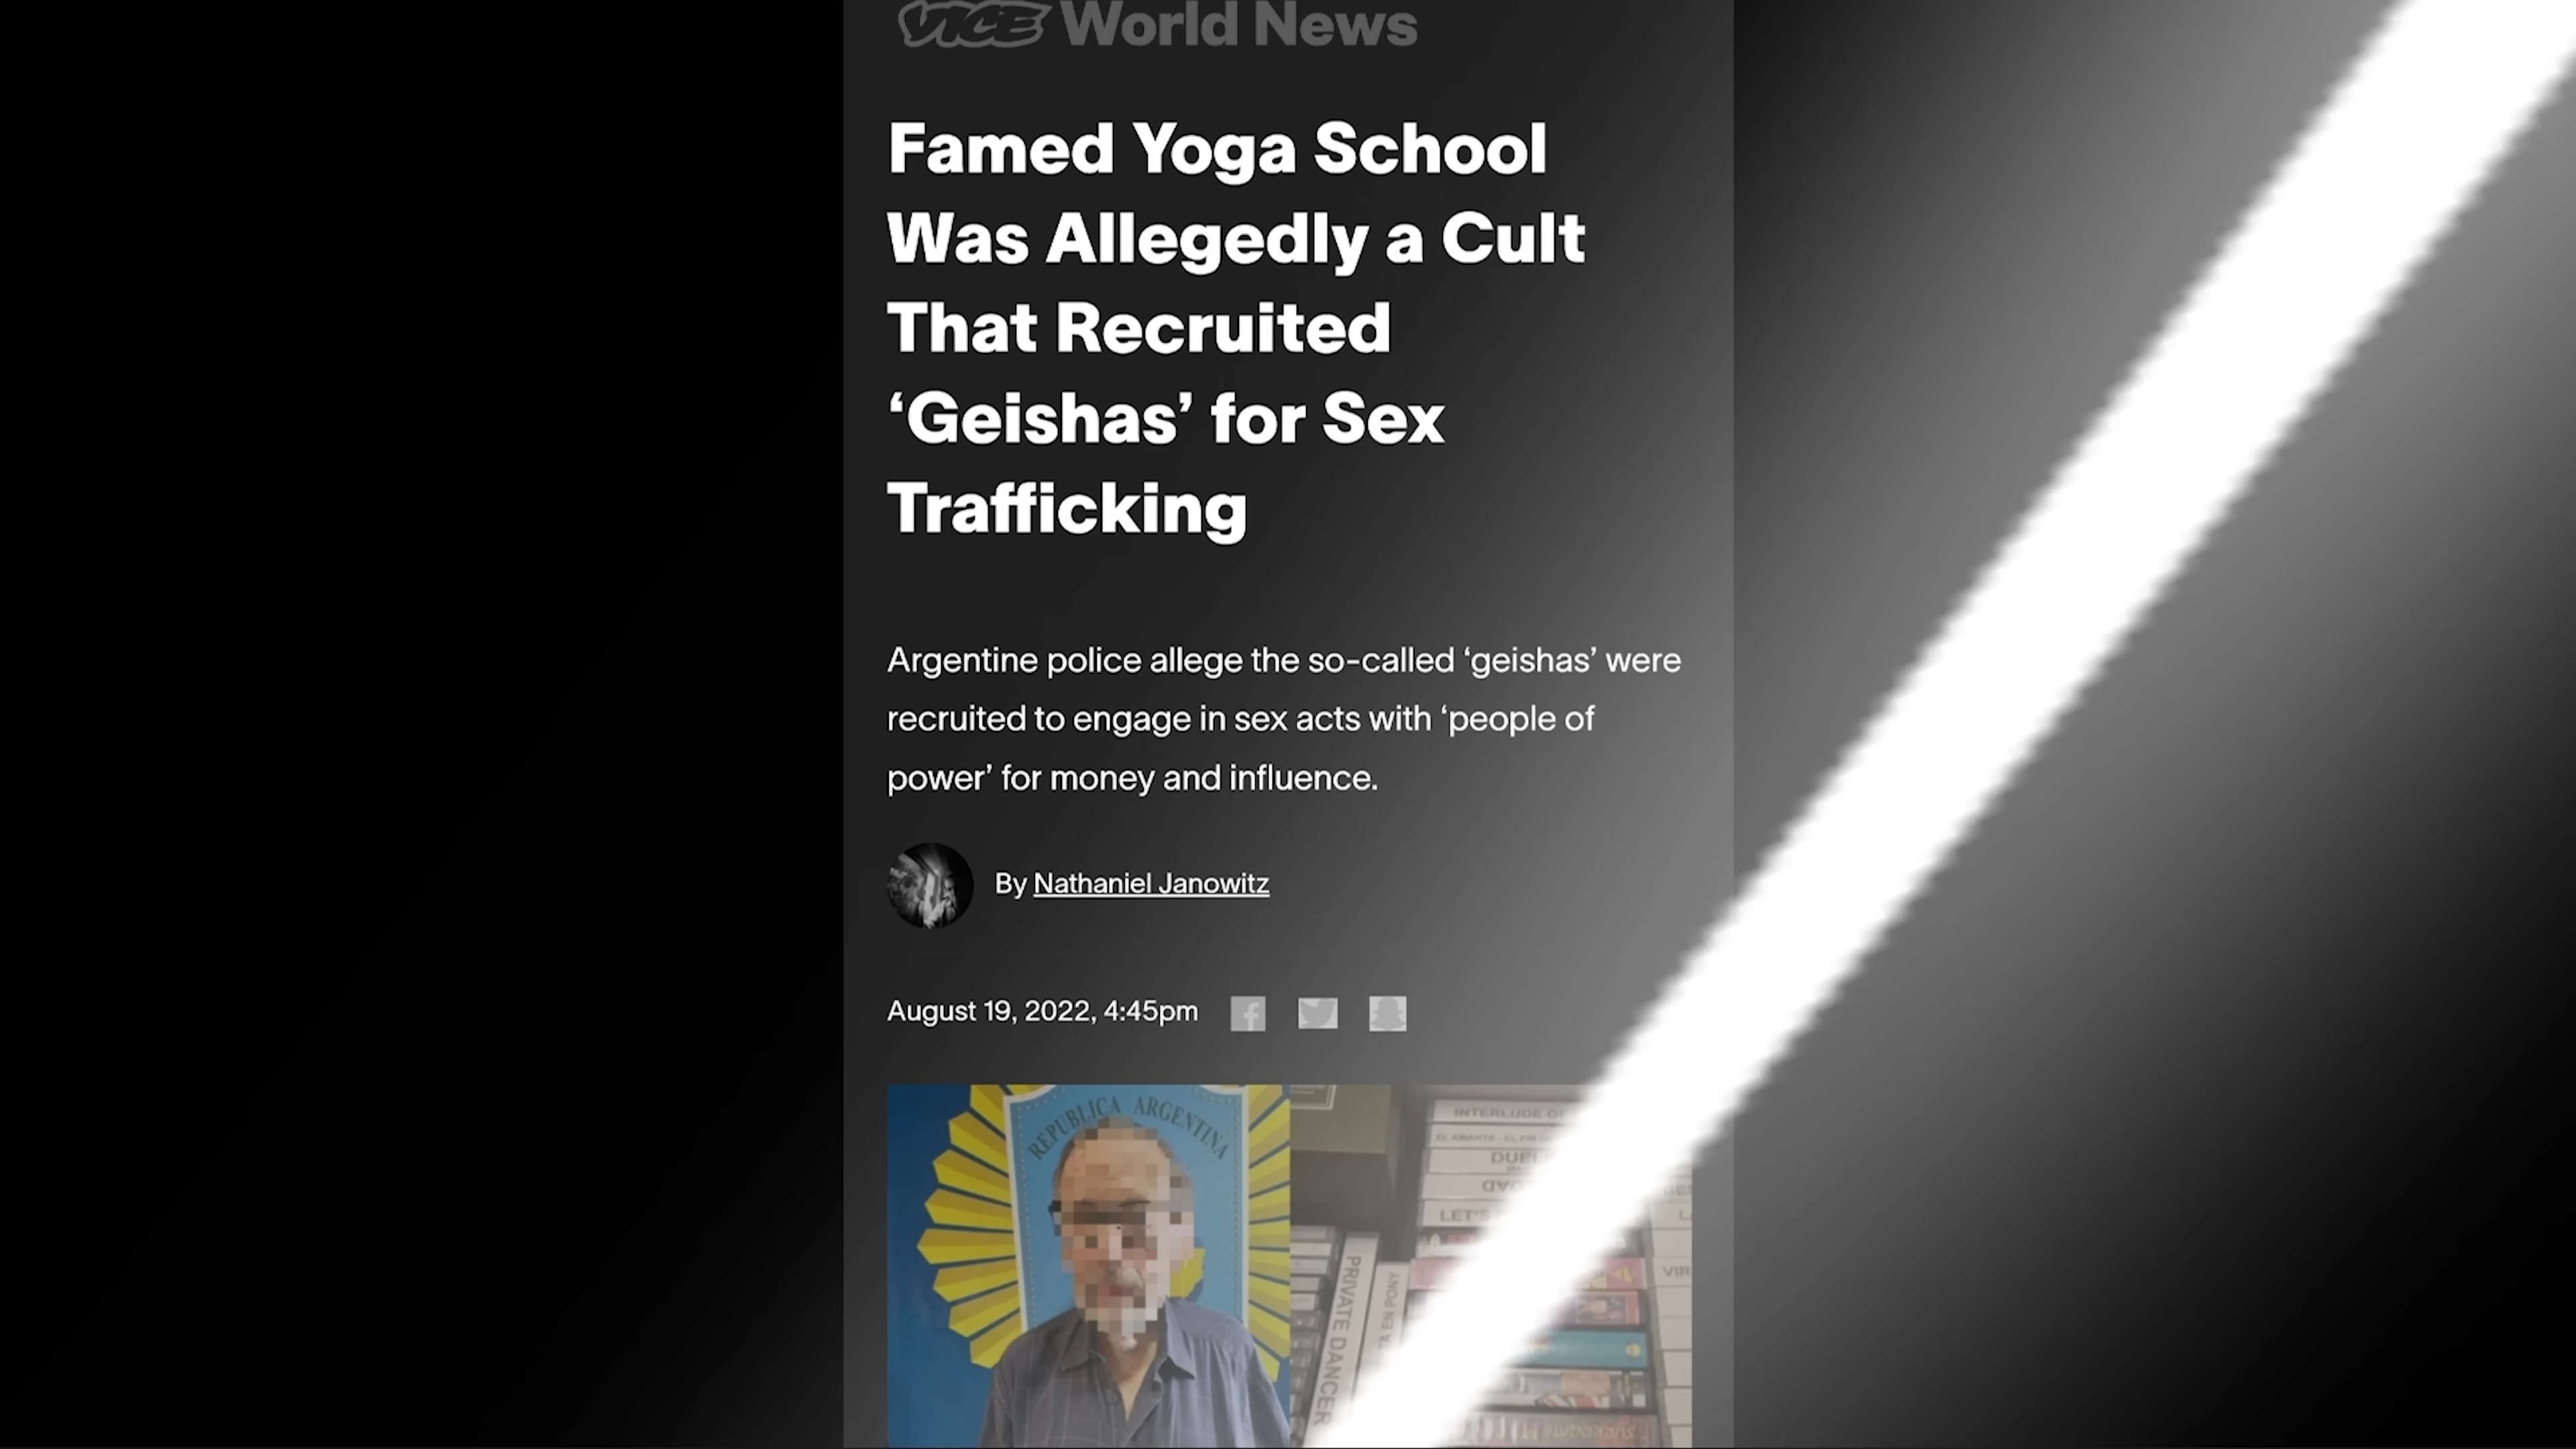 VICE World News
Famed Yoga School
Was Allegedly a Cult
That Recruited
‘Geishas’ for Sex
Trafficking
Argentine police allege the so-called ‘geishas’ were
recruited to engage in sex acts with ‘people of
power’ for money and influence.
By Nathaniel Janowitz
August 19, 2022, 4:45pm
REPUBLICA ARGENTINA
INTERLUDE
LET'S
PRIVATE DANCER
EN PONY